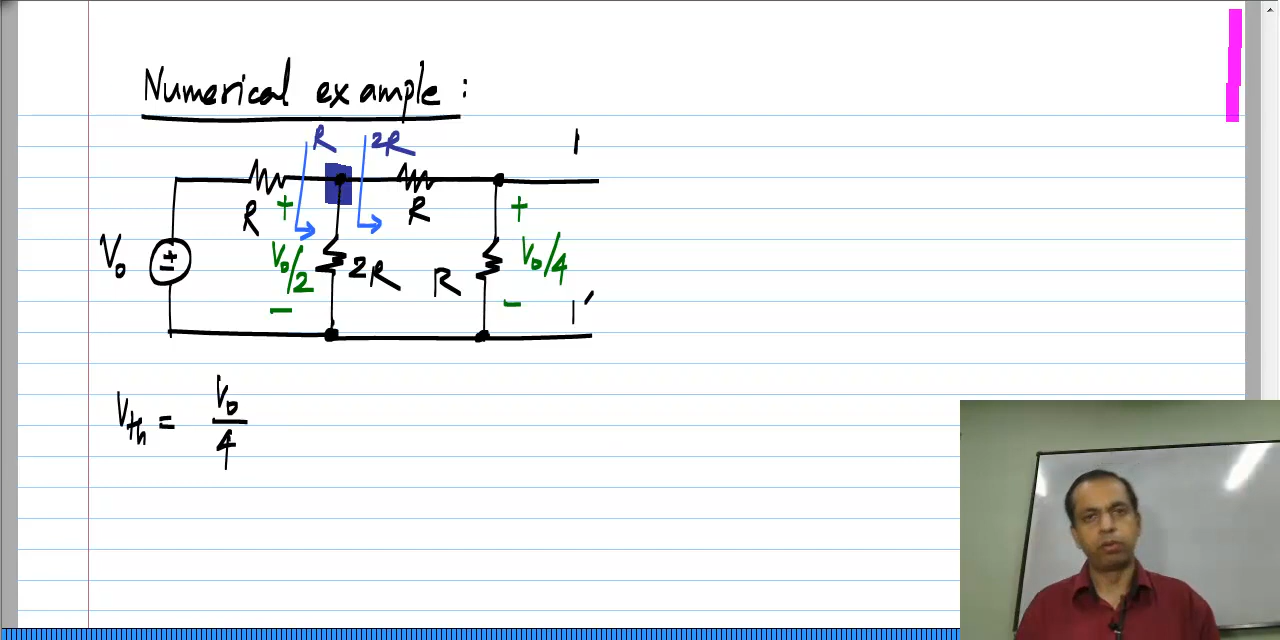 Numerical example :
R 2R
1
R + R +
V₀ V₀/2 2R R V₀/4
- - 1'
Vth = V₀/4